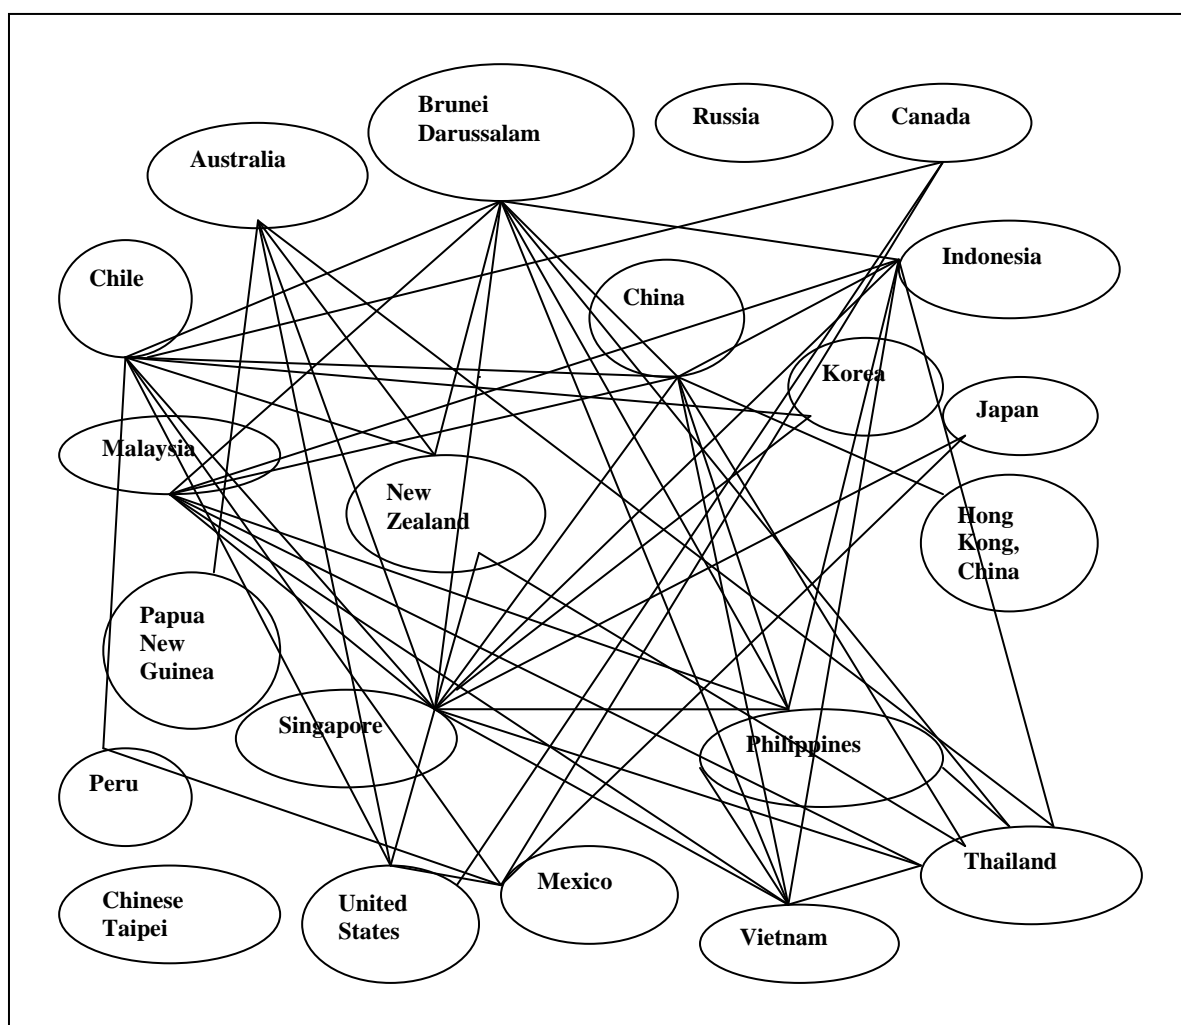 Brunei
Darussalam
Russia
Canada
Australia
Indonesia
Chile
China
Korea
Japan
Malaysia
New
Zealand
Hong
Kong,
China
Papua
New
Guinea
Singapore
Philippines
Peru
Thailand
Mexico
Chinese
Taipei
United
States
Vietnam